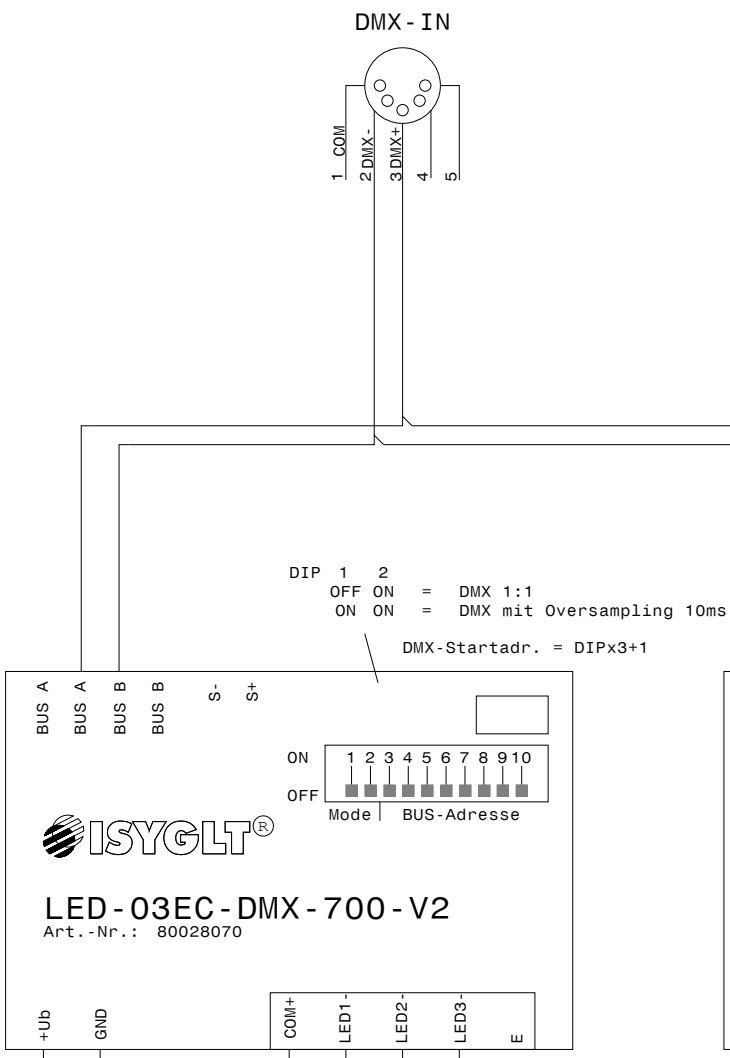 DMX-IN
1 COM
2 DMX-
3 DMX+
4
5
DIP 1 2
OFF ON = DMX 1:1
ON ON = DMX mit Oversampling 10ms
DMX-Startadr. = DIPx3+1
BUS A
BUS A
BUS B
BUS B
S-
S+
ON 1 2 3 4 5 6 7 8 9 10
OFF
Mode BUS-Adresse
ISYGLT®
LED-03EC-DMX-700-V2
Art.-Nr.: 80028070
+Ub
GND
COM+
LED1-
LED2-
LED3-
E